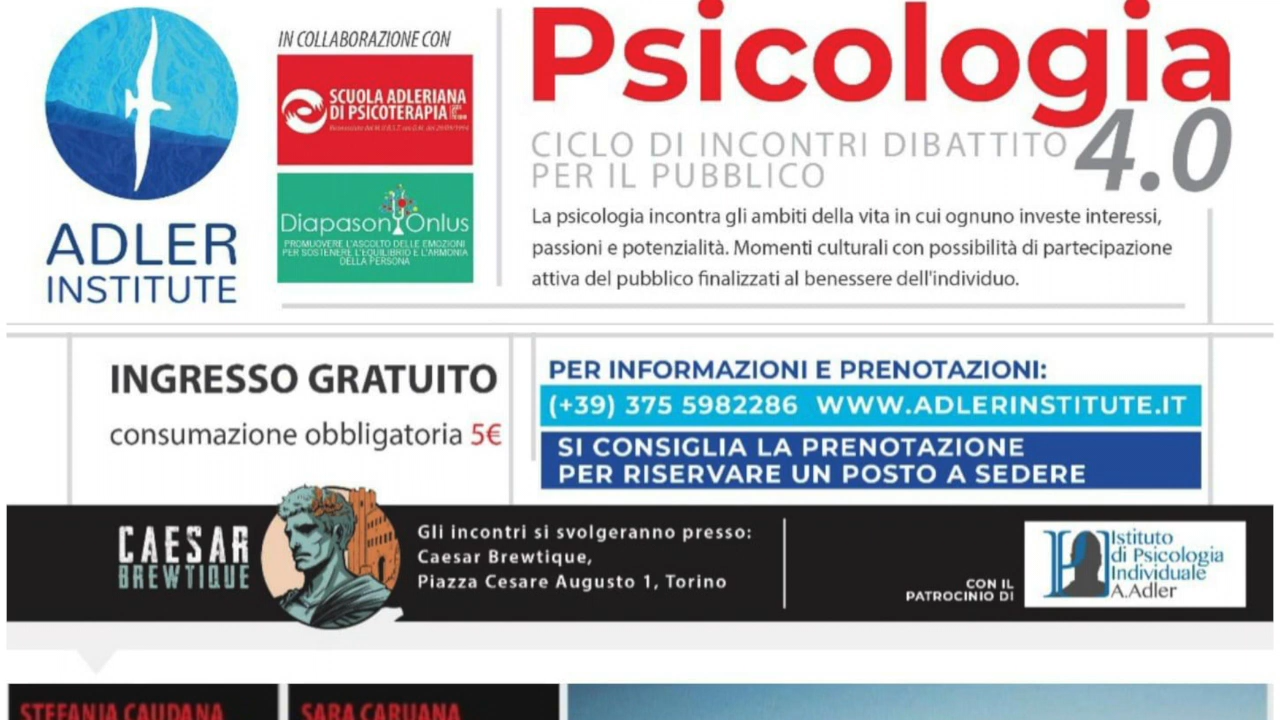 ADLER
INSTITUTE
IN COLLABORAZIONE CON
SCUOLA ADLERIANA
DI PSICOTERAPIA
Diapason Onlus
PROMUOVERE L'ASCOLTO DELLE EMOZIONI
PER SOSTENERE L'EQUILIBRIO E L'ARMONIA
DELLA PERSONA
Psicologia
4.0
CICLO DI INCONTRI DIBATTITO
PER IL PUBBLICO
La psicologia incontra gli ambiti della vita in cui ognuno investe interessi,
passioni e potenzialità. Momenti culturali con possibilità di partecipazione
attiva del pubblico finalizzati al benessere dell'individuo.
INGRESSO GRATUITO
consumazione obbligatoria 5€
PER INFORMAZIONI E PRENOTAZIONI:
(+39) 375 5982286 WWW.ADLERINSTITUTE.IT
SI CONSIGLIA LA PRENOTAZIONE
PER RISERVARE UN POSTO A SEDERE
CAESAR
BREWTIQUE
Gli incontri si svolgeranno presso:
Caesar Brewtique,
Piazza Cesare Augusto 1, Torino
CON IL
PATROCINIO DI
Istituto
di Psicologia
Individuale
A.Adler
STEFANIA CAUDANA
SARA CARUANA